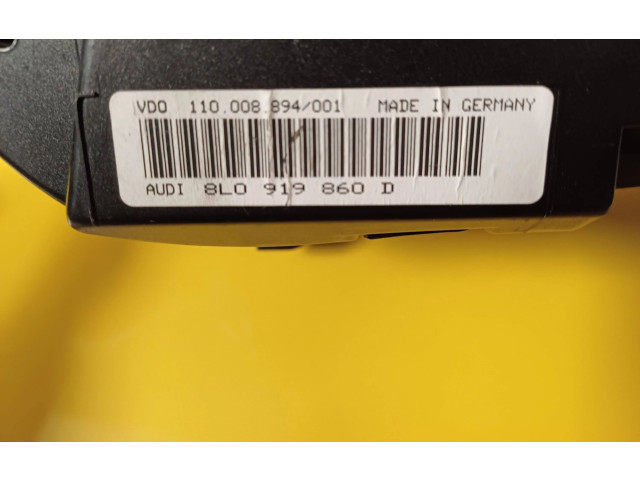 VDO 110.008.894/001 MADE IN GERMANY
AUDI 8L0 919 860 D